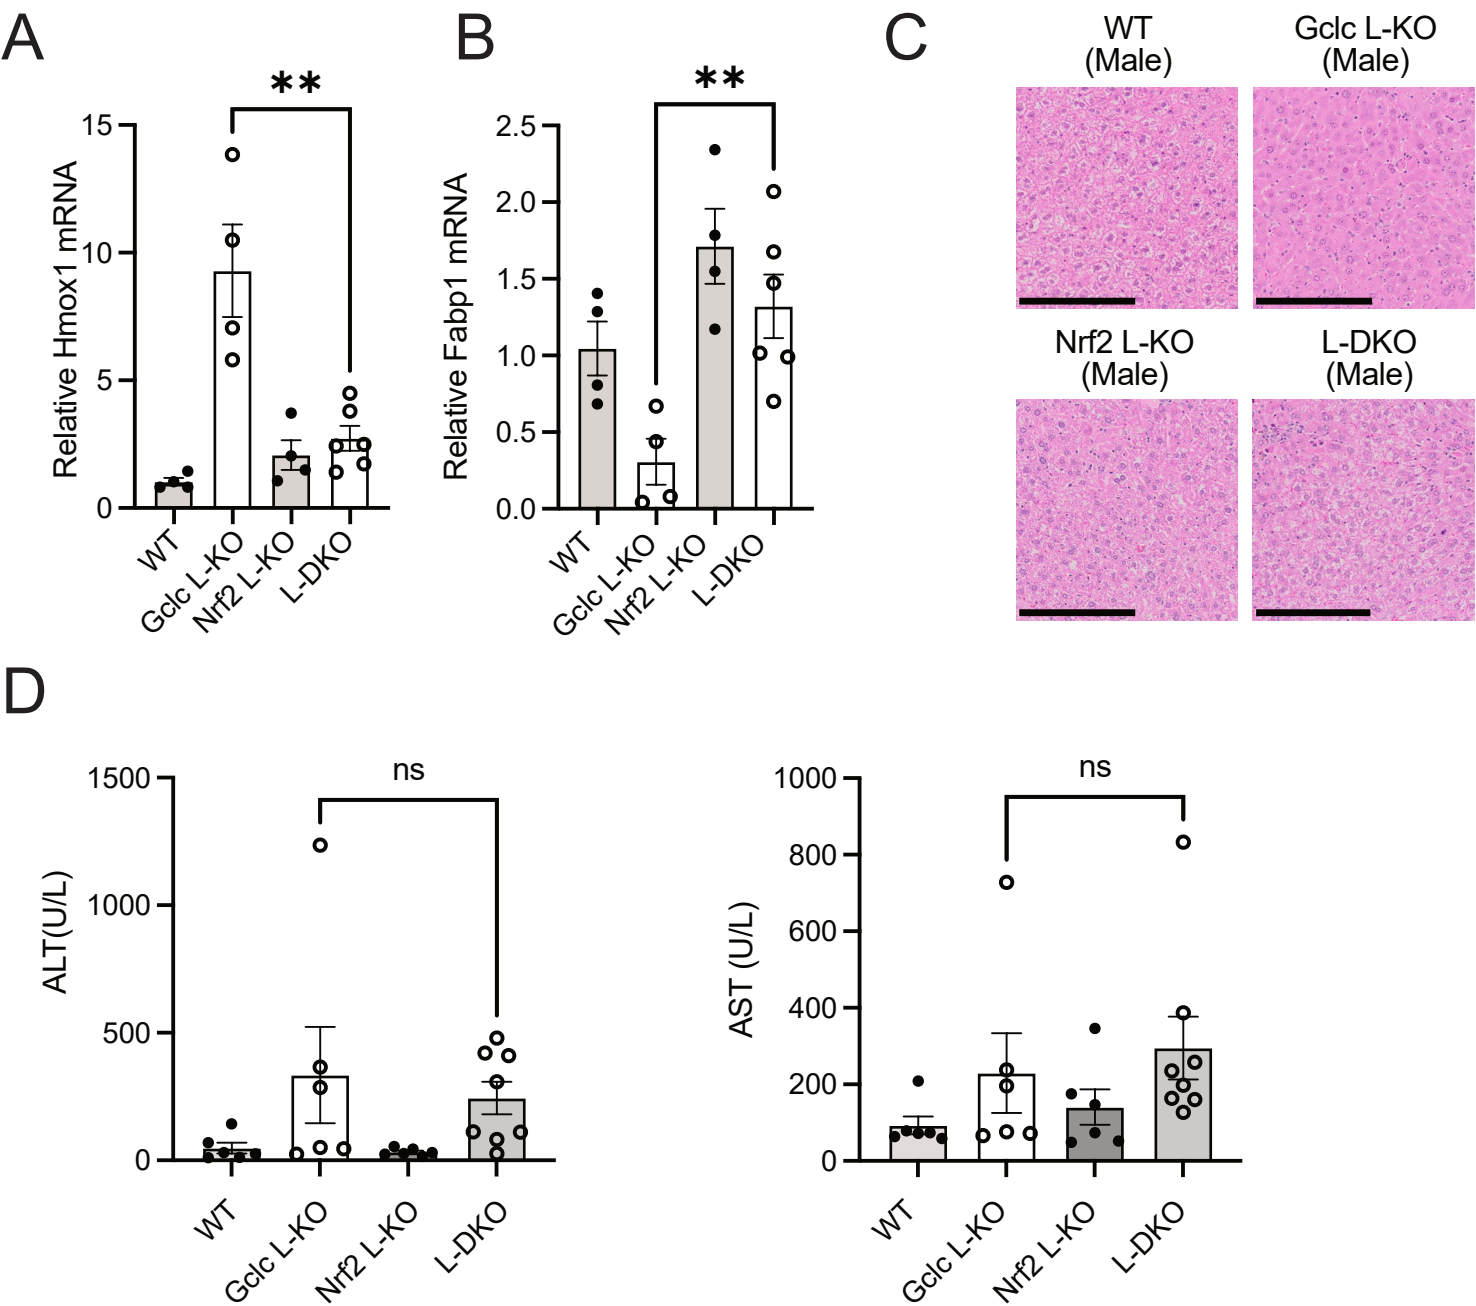 A
**
Relative Hmox1 mRNA
15
10
5
0
WT
Gclc L-KO
Nrf2 L-KO
L-DKO
B
**
Relative Fabp1 mRNA
2.5
2.0
1.5
1.0
0.5
0.0
WT
Gclc L-KO
Nrf2 L-KO
L-DKO
C
WT
(Male)
Gclc L-KO
(Male)
Nrf2 L-KO
(Male)
L-DKO
(Male)
D
ns
ALT(U/L)
1500
1000
500
0
WT
Gclc L-KO
Nrf2 L-KO
L-DKO
ns
AST (U/L)
1000
800
600
400
200
0
WT
Gclc L-KO
Nrf2 L-KO
L-DKO